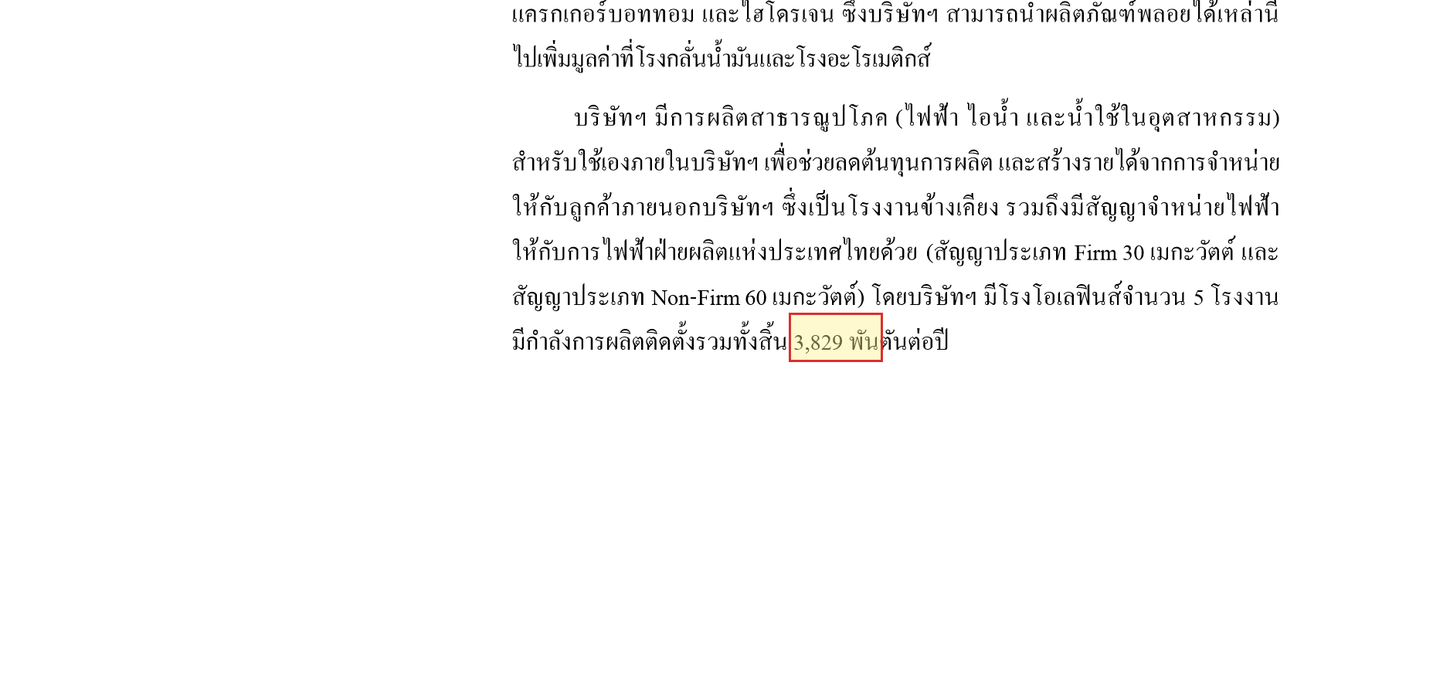 แครกเกอร์บอททอม และไฮโดรเจน ซึ่งบริษัทฯ สามารถนำผลิตภัณฑ์พลอยได้เหล่านี้
ไปเพิ่มมูลค่าที่โรงกลั่นน้ำมันและโรงอะโรเมติกส์
บริษัทฯ มีการผลิตสาธารณูปโภค (ไฟฟ้า ไอน้ำ และน้ำใช้ในอุตสาหกรรม)
สำหรับใช้เองภายในบริษัทฯ เพื่อช่วยลดต้นทุนการผลิต และสร้างรายได้จากการจำหน่าย
ให้กับลูกค้าภายนอกบริษัทฯ ซึ่งเป็นโรงงานข้างเคียง รวมถึงมีสัญญาจำหน่ายไฟฟ้า
ให้กับการไฟฟ้าฝ่ายผลิตแห่งประเทศไทยด้วย (สัญญาประเภท Firm 30 เมกะวัตต์ และ
สัญญาประเภท Non-Firm 60 เมกะวัตต์) โดยบริษัทฯ มีโรงโอเลฟินส์จำนวน 5 โรงงาน
มีกำลังการผลิตติดตั้งรวมทั้งสิ้น 3,829 พันตันต่อปี